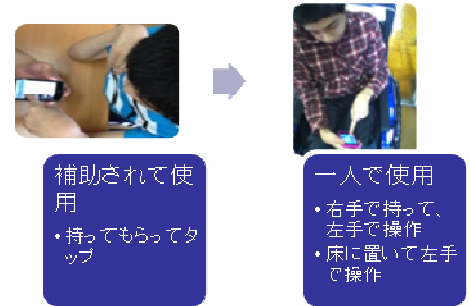 補助されて使
用
• 持ってもらってタ
ップ
一人で使用
• 右手で持って、
左手で操作
• 床に置いて左手
で操作